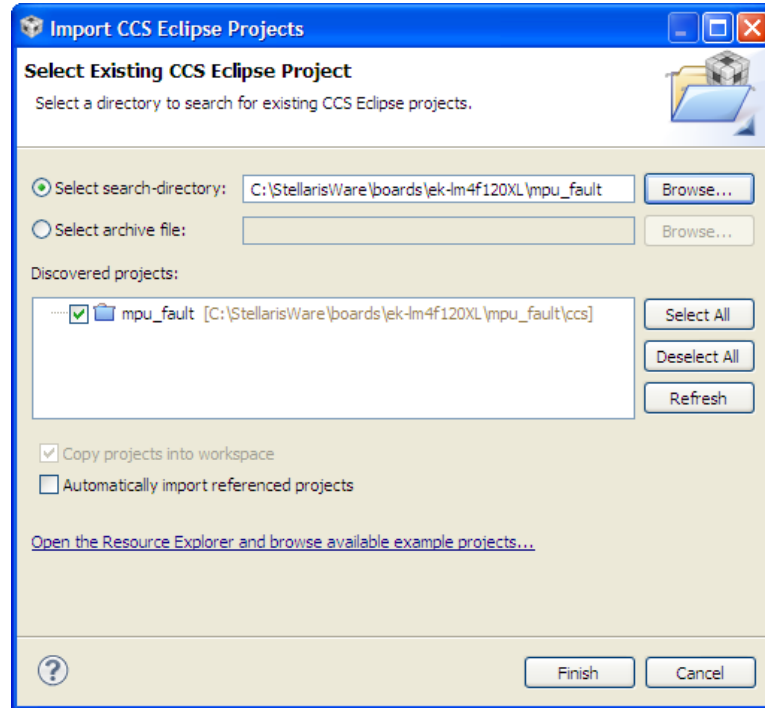 Import CCS Eclipse Projects
Select Existing CCS Eclipse Project
Select a directory to search for existing CCS Eclipse projects.
Select search-directory: C:\StellarisWare\boards\ek-lm4f120XL\mpu_fault Browse...
Select archive file: Browse...
Discovered projects:
mpu_fault [C:\StellarisWare\boards\ek-lm4f120XL\mpu_fault\ccs] Select All
Deselect All
Refresh
Copy projects into workspace
Automatically import referenced projects
Open the Resource Explorer and browse available example projects...
? Finish Cancel